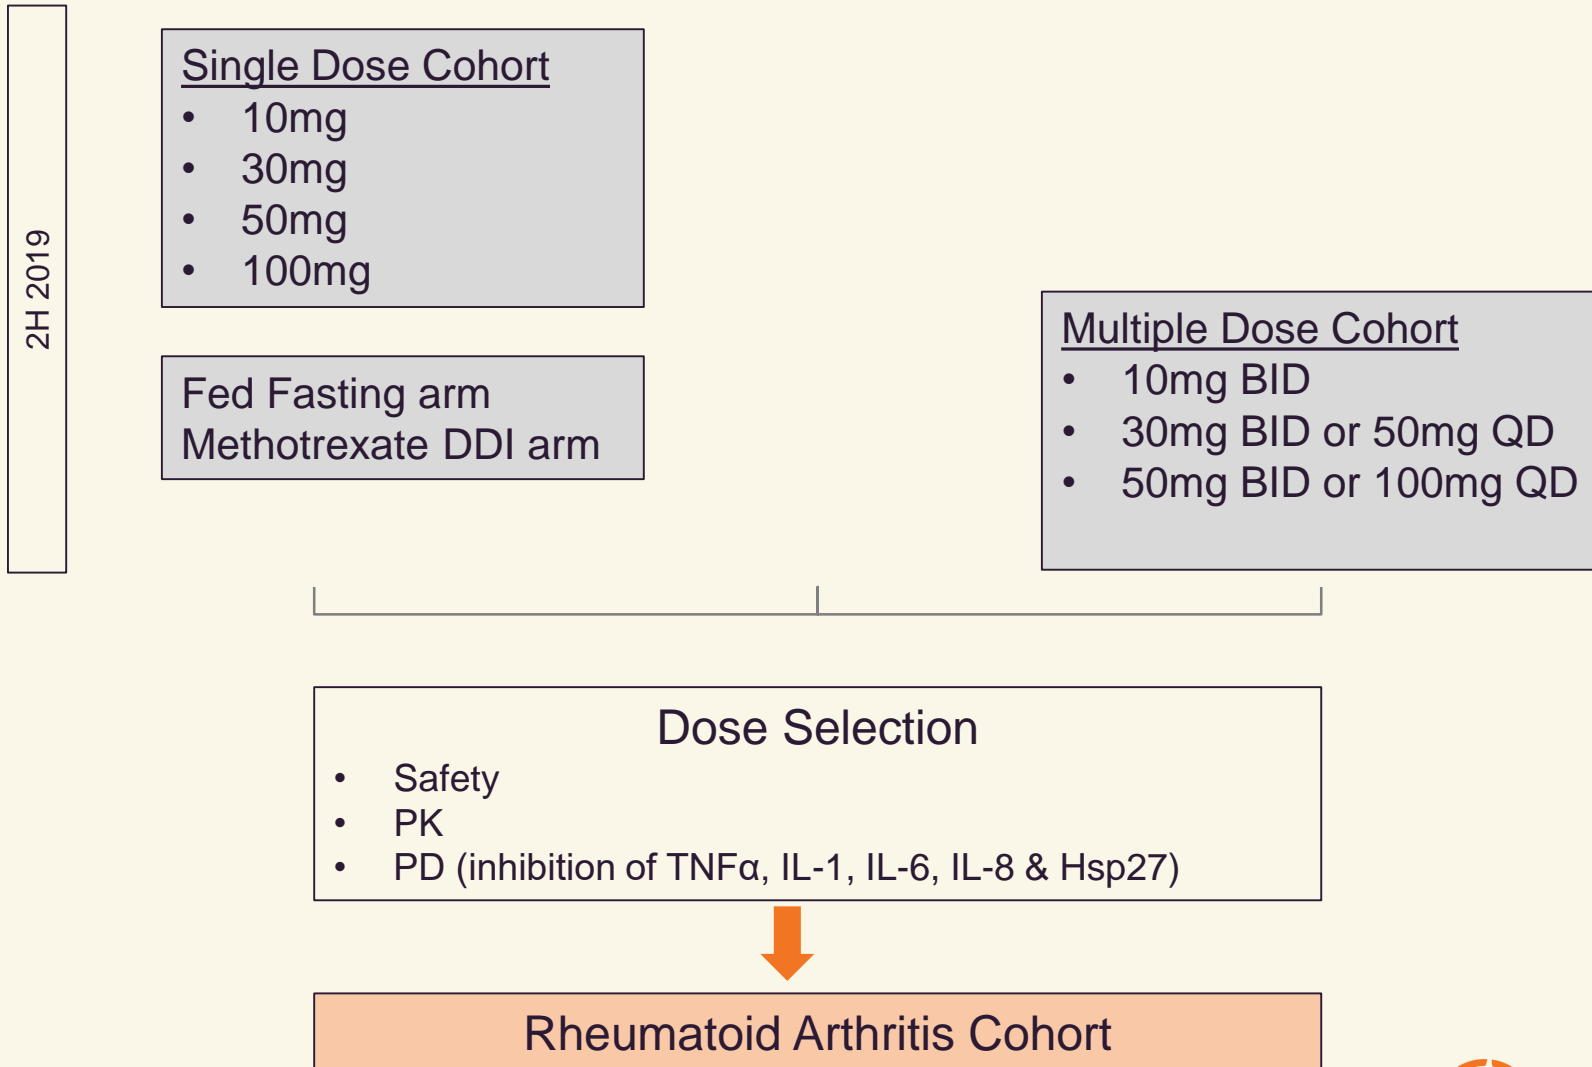 2H 2019
Single Dose Cohort
• 10mg
• 30mg
• 50mg
• 100mg
Fed Fasting arm
Methotrexate DDI arm
Multiple Dose Cohort
• 10mg BID
• 30mg BID or 50mg QD
• 50mg BID or 100mg QD
Dose Selection
• Safety
• PK
• PD (inhibition of TNFα, IL-1, IL-6, IL-8 & Hsp27)
Rheumatoid Arthritis Cohort